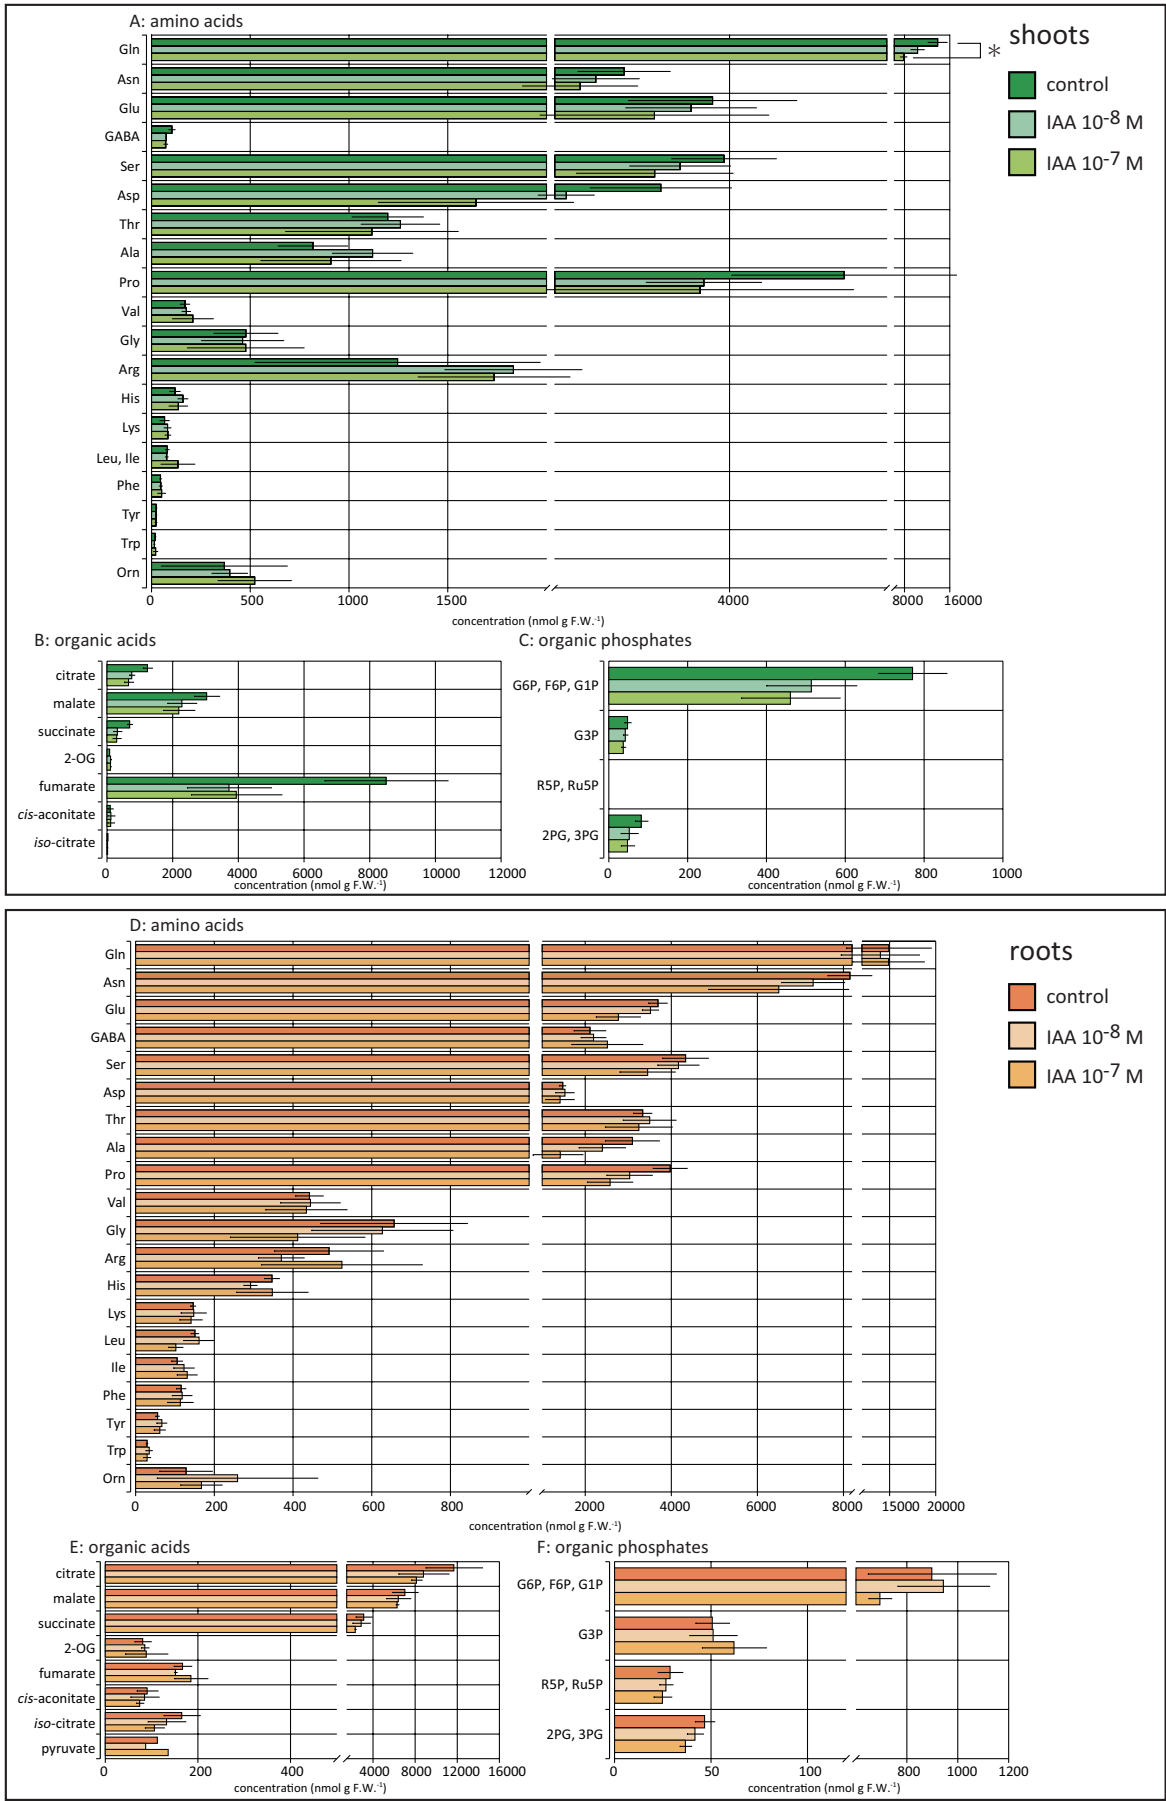 A: amino acids
shoots
control
IAA 10⁻⁸ M
IAA 10⁻⁷ M
*
Gln
Asn
Glu
GABA
Ser
Asp
Thr
Ala
Pro
Val
Gly
Arg
His
Lys
Leu, Ile
Phe
Tyr
Trp
Orn
0 500 1000 1500 4000 8000 16000
concentration (nmol g F.W.⁻¹)
B: organic acids
citrate
malate
succinate
2-OG
fumarate
cis-aconitate
iso-citrate
0 2000 4000 6000 8000 10000 12000
concentration (nmol g F.W.⁻¹)
C: organic phosphates
G6P, F6P, G1P
G3P
R5P, Ru5P
2PG, 3PG
0 200 400 600 800 1000
concentration (nmol g F.W.⁻¹)
D: amino acids
roots
control
IAA 10⁻⁸ M
IAA 10⁻⁷ M
Gln
Asn
Glu
GABA
Ser
Asp
Thr
Ala
Pro
Val
Gly
Arg
His
Lys
Leu
Ile
Phe
Tyr
Trp
Orn
0 200 400 600 800 2000 4000 6000 8000 15000 20000
concentration (nmol g F.W.⁻¹)
E: organic acids
citrate
malate
succinate
2-OG
fumarate
cis-aconitate
iso-citrate
pyruvate
0 200 400 4000 8000 12000 16000
concentration (nmol g F.W.⁻¹)
F: organic phosphates
G6P, F6P, G1P
G3P
R5P, Ru5P
2PG, 3PG
0 50 100 800 1000 1200
concentration (nmol g F.W.⁻¹)